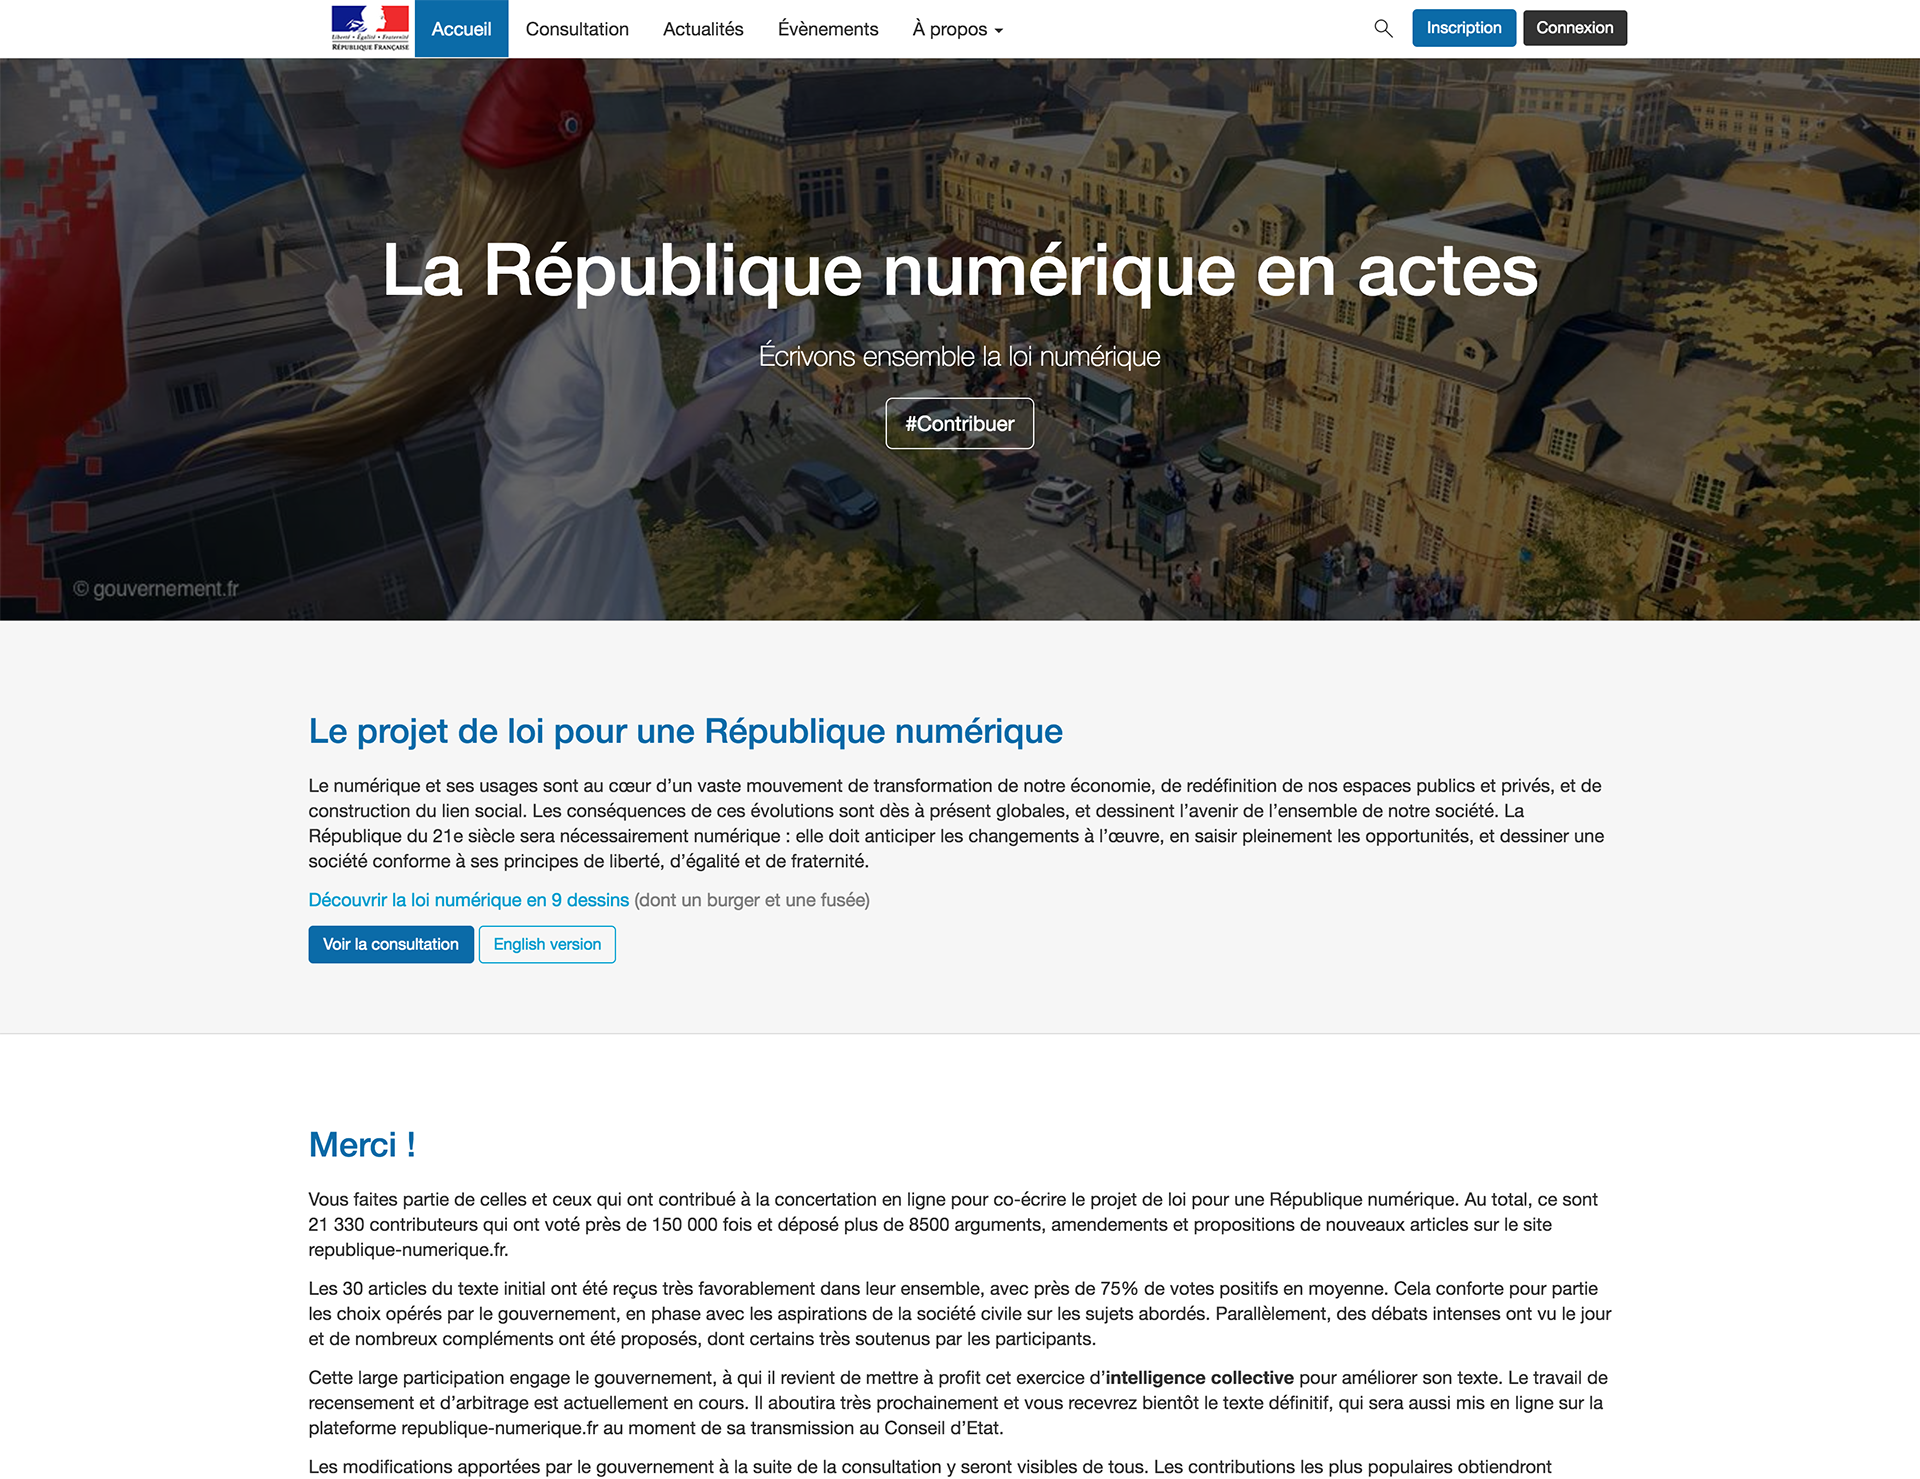 Liberté • Égalité • Fraternité
RÉPUBLIQUE FRANÇAISE
Accueil
Consultation
Actualités
Évènements
À propos
Inscription
Connexion
La République numérique en actes
Écrivons ensemble la loi numérique
#Contribuer
© gouvernement.fr
Le projet de loi pour une République numérique
Le numérique et ses usages sont au cœur d’un vaste mouvement de transformation de notre économie, de redéfinition de nos espaces publics et privés, et de
construction du lien social. Les conséquences de ces évolutions sont dès à présent globales, et dessinent l’avenir de l’ensemble de notre société. La
République du 21e siècle sera nécessairement numérique : elle doit anticiper les changements à l’œuvre, en saisir pleinement les opportunités, et dessiner une
société conforme à ses principes de liberté, d’égalité et de fraternité.
Découvrir la loi numérique en 9 dessins (dont un burger et une fusée)
Voir la consultation
English version
Merci !
Vous faites partie de celles et ceux qui ont contribué à la concertation en ligne pour co-écrire le projet de loi pour une République numérique. Au total, ce sont
21 330 contributeurs qui ont voté près de 150 000 fois et déposé plus de 8500 arguments, amendements et propositions de nouveaux articles sur le site
republique-numerique.fr.
Les 30 articles du texte initial ont été reçus très favorablement dans leur ensemble, avec près de 75% de votes positifs en moyenne. Cela conforte pour partie
les choix opérés par le gouvernement, en phase avec les aspirations de la société civile sur les sujets abordés. Parallèlement, des débats intenses ont vu le jour
et de nombreux compléments ont été proposés, dont certains très soutenus par les participants.
Cette large participation engage le gouvernement, à qui il revient de mettre à profit cet exercice d’intelligence collective pour améliorer son texte. Le travail de
recensement et d’arbitrage est actuellement en cours. Il aboutira très prochainement et vous recevrez bientôt le texte définitif, qui sera aussi mis en ligne sur la
plateforme republique-numerique.fr au moment de sa transmission au Conseil d’Etat.
Les modifications apportées par le gouvernement à la suite de la consultation y seront visibles de tous. Les contributions les plus populaires obtiendront